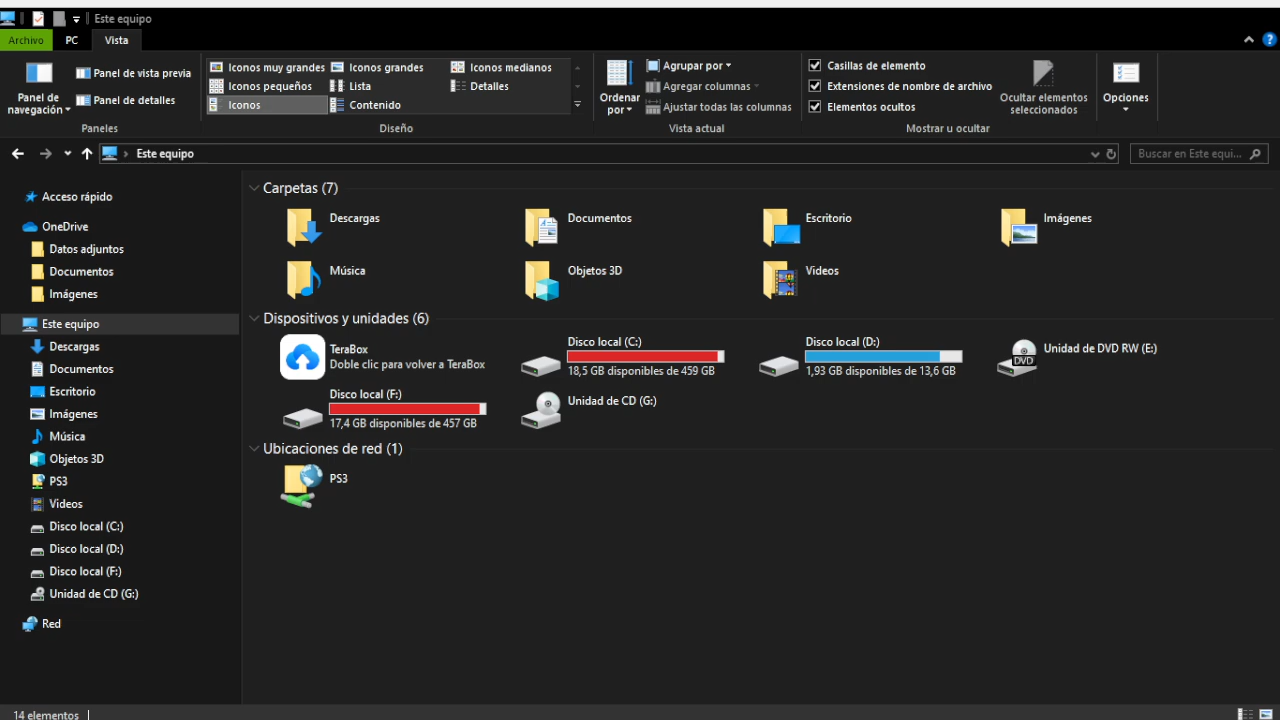 Este equipo
Archivo PC Vista
Panel de navegación
Panel de vista previa
Panel de detalles
Paneles
Iconos muy grandes Iconos grandes Iconos medianos
Iconos pequeños Lista Detalles
Iconos Contenido
Diseño
Ordenar por
Agrupar por
Agregar columnas
Ajustar todas las columnas
Vista actual
Casillas de elemento
Extensiones de nombre de archivo
Elementos ocultos
Ocultar elementos
seleccionados
Mostrar u ocultar
Opciones
Este equipo
Buscar en Este equi...
Acceso rápido
OneDrive
Datos adjuntos
Documentos
Imágenes
Este equipo
Descargas
Documentos
Escritorio
Imágenes
Música
Objetos 3D
PS3
Videos
Disco local (C:)
Disco local (D:)
Disco local (F:)
Unidad de CD (G:)
Red
Carpetas (7)
Descargas
Documentos
Escritorio
Imágenes
Música
Objetos 3D
Videos
Dispositivos y unidades (6)
TeraBox
Doble clic para volver a TeraBox
Disco local (C:)
18,5 GB disponibles de 459 GB
Disco local (D:)
1,93 GB disponibles de 13,6 GB
DVD
Unidad de DVD RW (E:)
Disco local (F:)
17,4 GB disponibles de 457 GB
Unidad de CD (G:)
Ubicaciones de red (1)
PS3
14 elementos